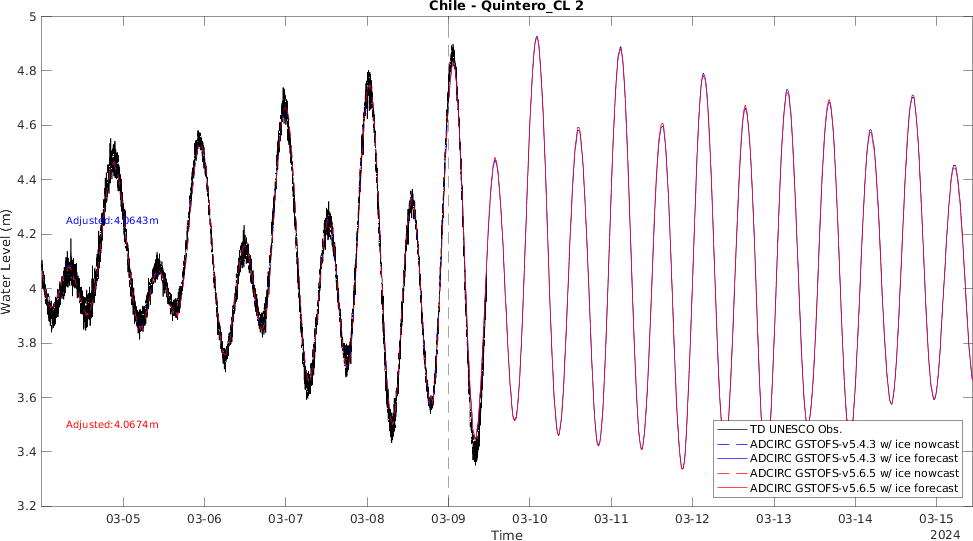 Chile - Quintero_CL 2
5
4.8
4.6
4.4
4.2
4
3.8
3.6
3.4
3.2
Water Level (m)
Adjusted:4.0643m
Adjusted:4.0674m
TD UNESCO Obs.
ADCIRC GSTOFS-v5.4.3 w/ ice nowcast
ADCIRC GSTOFS-v5.4.3 w/ ice forecast
ADCIRC GSTOFS-v5.6.5 w/ ice nowcast
ADCIRC GSTOFS-v5.6.5 w/ ice forecast
03-05 03-06 03-07 03-08 03-09 03-10 03-11 03-12 03-13 03-14 03-15
Time
2024